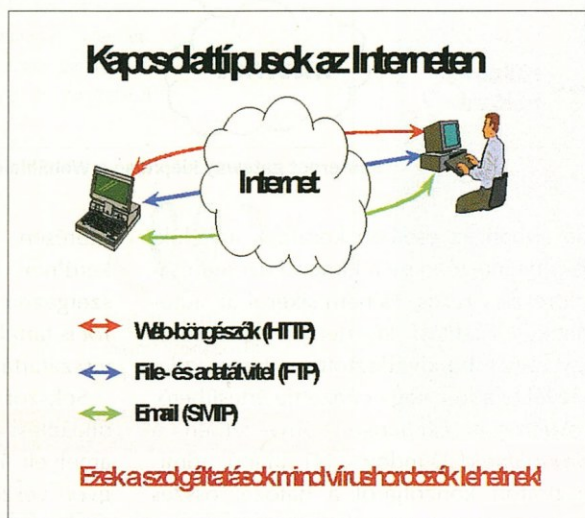 Kapcsolattípusok az Interneten
Internet
Web-böngészők (HTTP)
File- és adatátvitel (FTP)
Email (SMTP)
Ezek a szolgáltatások mind vírushordozók lehetnek!